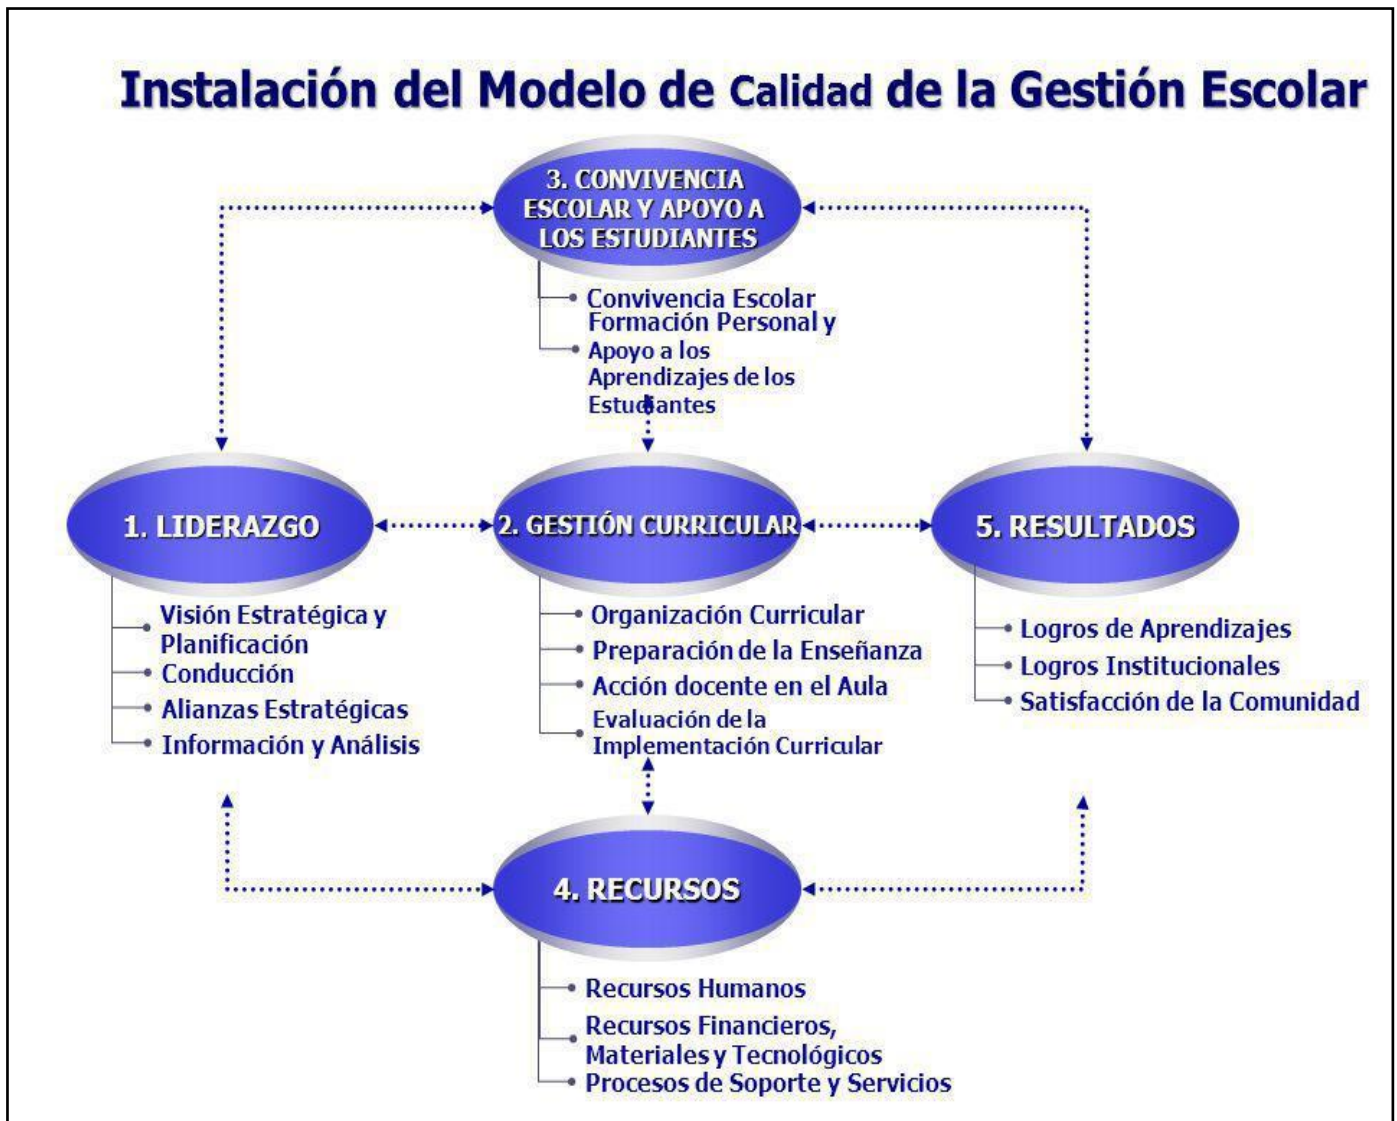 Instalación del Modelo de Calidad de la Gestión Escolar
3. CONVIVENCIA
ESCOLAR Y APOYO A
LOS ESTUDIANTES
Convivencia Escolar
Formación Personal y
Apoyo a los
Aprendizajes de los
Estudiantes
1. LIDERAZGO
Visión Estratégica y
Planificación
Conducción
Alianzas Estratégicas
Información y Análisis
2. GESTIÓN CURRICULAR
Organización Curricular
Preparación de la Enseñanza
Acción docente en el Aula
Evaluación de la
Implementación Curricular
5. RESULTADOS
Logros de Aprendizajes
Logros Institucionales
Satisfacción de la Comunidad
4. RECURSOS
Recursos Humanos
Recursos Financieros,
Materiales y Tecnológicos
Procesos de Soporte y Servicios